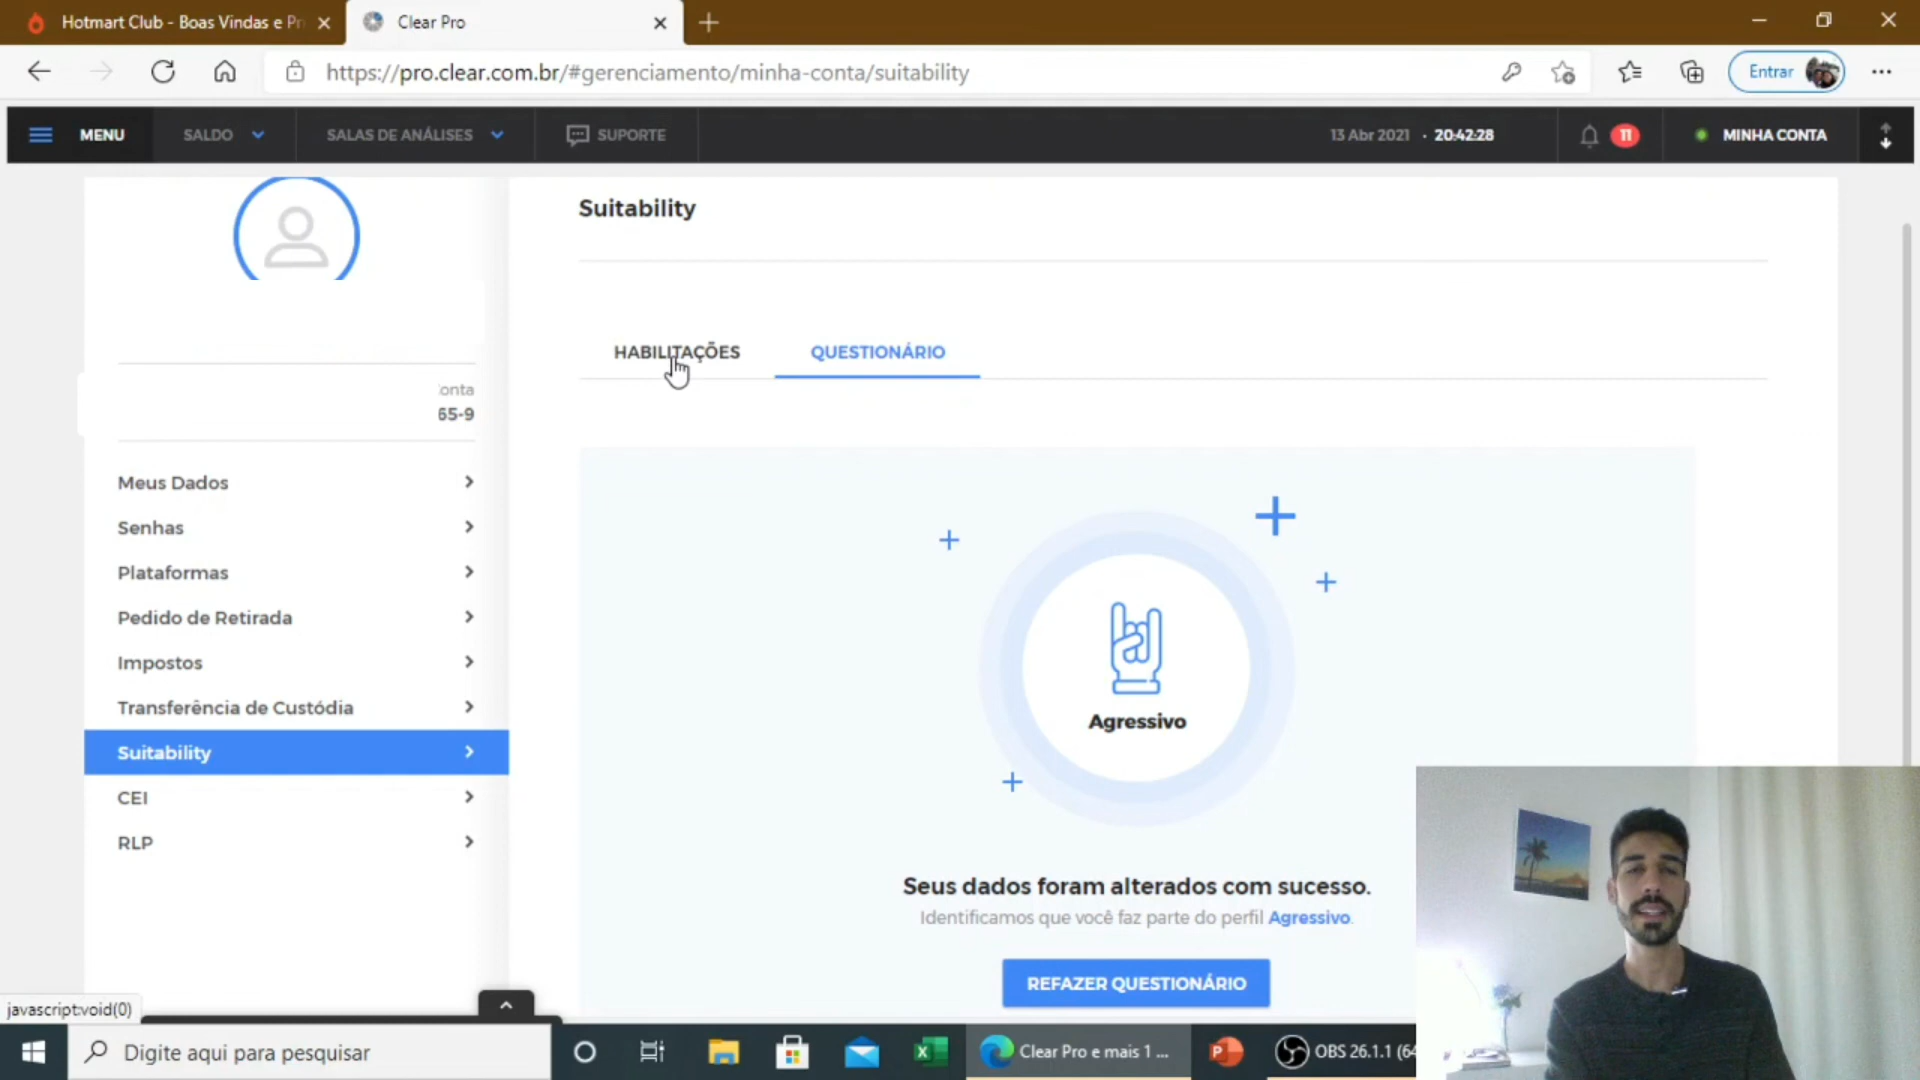 Hotmart Club - Boas Vindas e Pr
Clear Pro
https://pro.clear.com.br/#gerenciamento/minha-conta/suitability
Entrar
MENU
SALDO
SALAS DE ANÁLISES
SUPORTE
13 Abr 2021 · 20:42:28
11
MINHA CONTA
Suitability
HABILITAÇÕES
QUESTIONÁRIO
onta
65-9
Meus Dados
Senhas
Plataformas
Pedido de Retirada
Impostos
Transferência de Custódia
Suitability
CEI
RLP
Agressivo
Seus dados foram alterados com sucesso.
Identificamos que você faz parte do perfil Agressivo.
REFAZER QUESTIONÁRIO
javascript:void(0)
Digite aqui para pesquisar
Clear Pro e mais 1 ...
OBS 26.1.1 (64